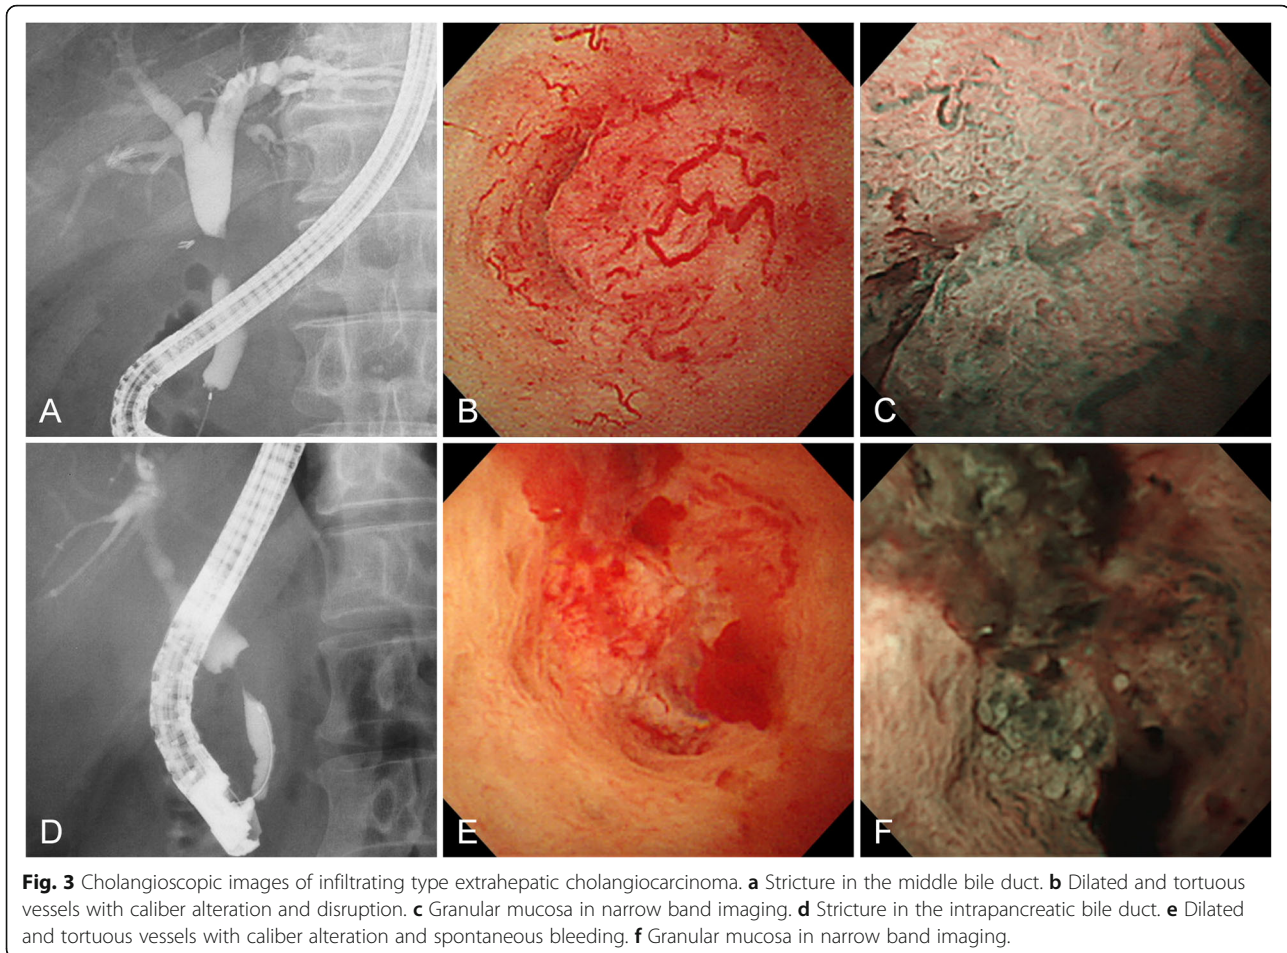 A
B
C
D
E
F
Fig. 3 Cholangioscopic images of infiltrating type extrahepatic cholangiocarcinoma. a Stricture in the middle bile duct. b Dilated and tortuous
vessels with caliber alteration and disruption. c Granular mucosa in narrow band imaging. d Stricture in the intrapancreatic bile duct. e Dilated
and tortuous vessels with caliber alteration and spontaneous bleeding. f Granular mucosa in narrow band imaging.